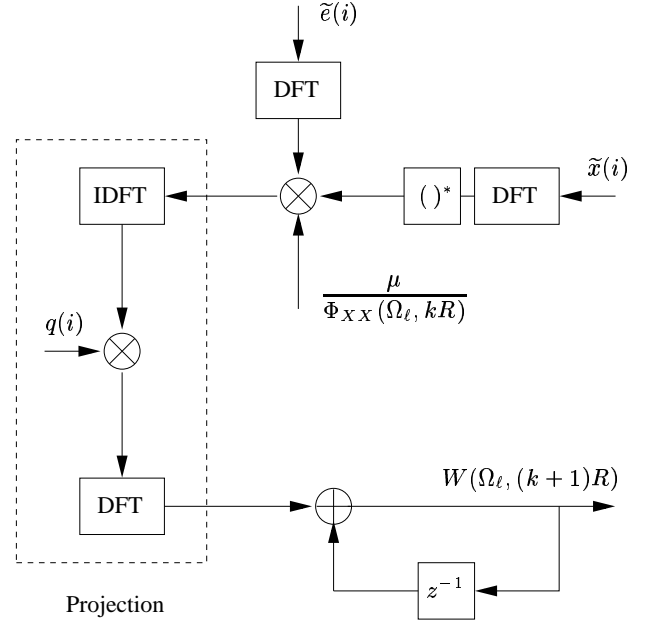 ẽ(i)
DFT
IDFT
( )*
DFT
x̃(i)
μ
Φ_XX(Ω_ℓ, kR)
q(i)
DFT
W(Ω_ℓ, (k + 1)R)
z⁻¹
Projection